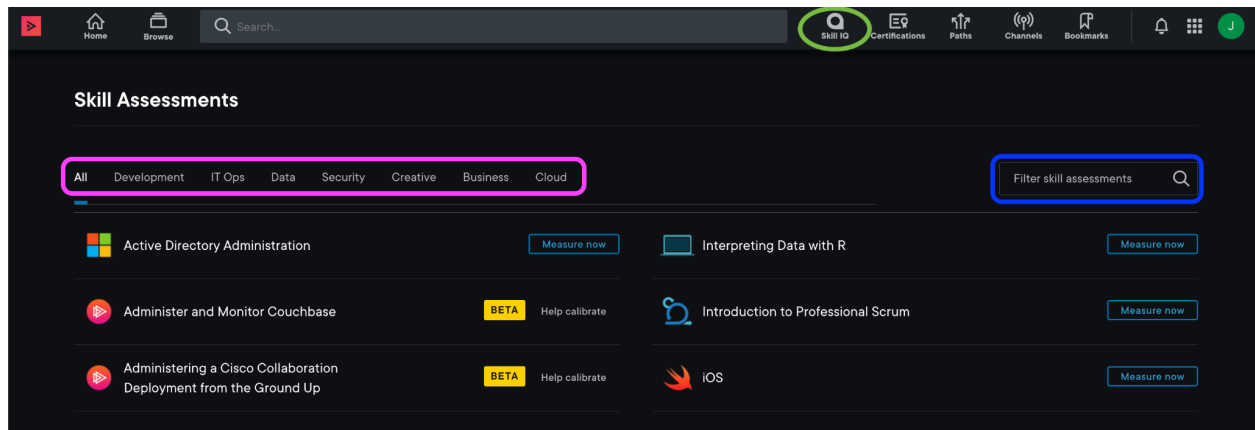 Home
Browse
Search...
Skill IQ
Certifications
Paths
Channels
Bookmarks
J
Skill Assessments
All Development IT Ops Data Security Creative Business Cloud
Filter skill assessments
Active Directory Administration
Measure now
Interpreting Data with R
Measure now
Administer and Monitor Couchbase
BETA
Help calibrate
Introduction to Professional Scrum
Measure now
Administering a Cisco Collaboration
Deployment from the Ground Up
BETA
Help calibrate
iOS
Measure now